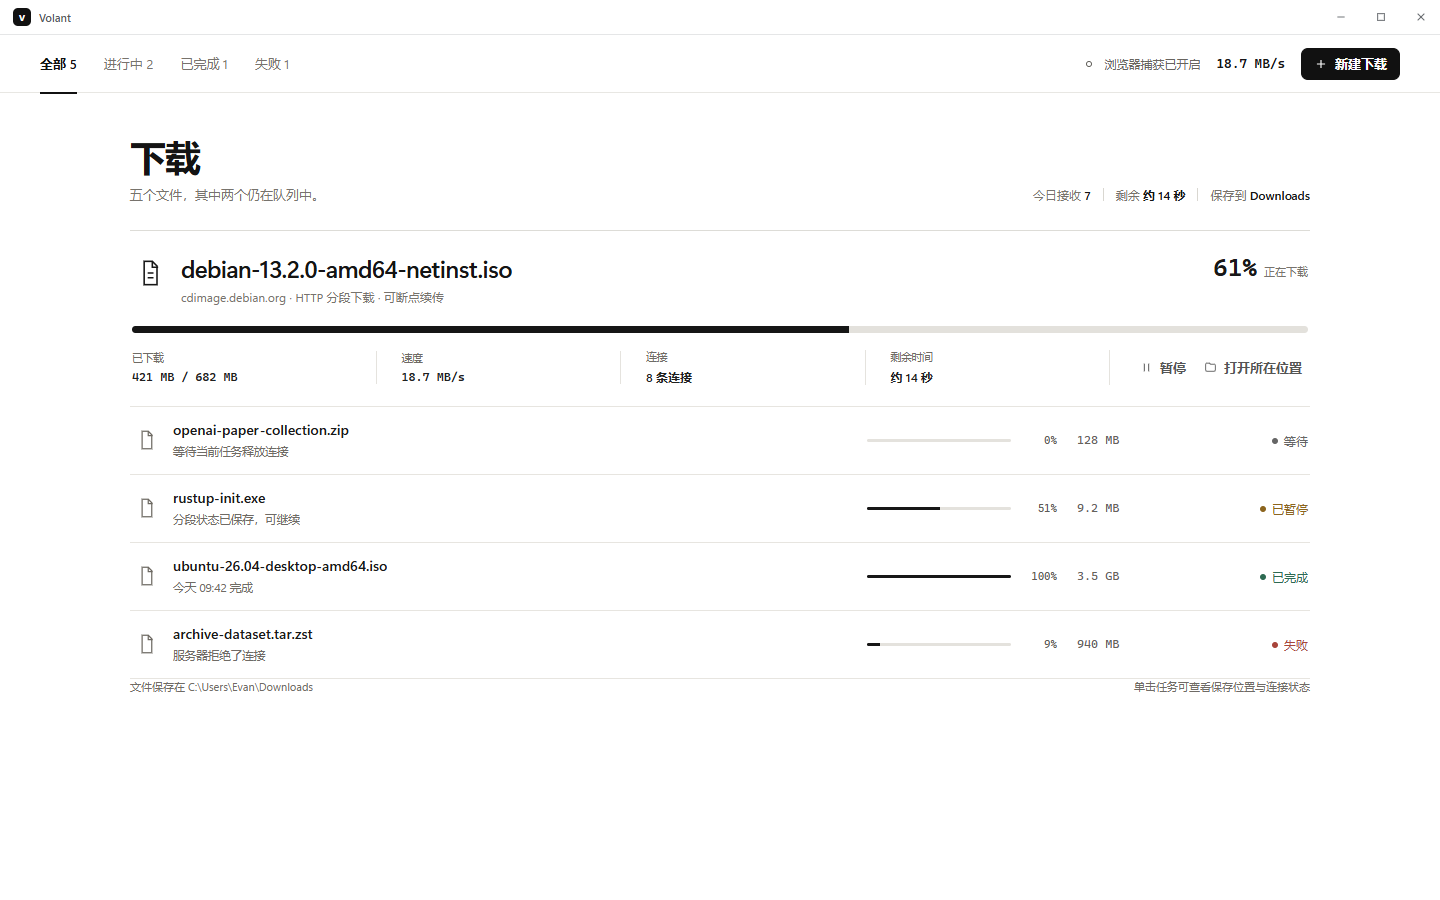 v Volant
全部 5 进行中 2 已完成 1 失败 1 浏览器捕获已开启 18.7 MB/s + 新建下载
下载
五个文件，其中两个仍在队列中。 今日接收 7 剩余 约 14 秒 保存到 Downloads
debian-13.2.0-amd64-netinst.iso 61% 正在下载
cdimage.debian.org · HTTP 分段下载 · 可断点续传
已下载 速度 连接 剩余时间
421 MB / 682 MB 18.7 MB/s 8 条连接 约 14 秒 暂停 打开所在位置
openai-paper-collection.zip
等待当前任务释放连接 0% 128 MB 等待
rustup-init.exe
分段状态已保存，可继续 51% 9.2 MB 已暂停
ubuntu-26.04-desktop-amd64.iso
今天 09:42 完成 100% 3.5 GB 已完成
archive-dataset.tar.zst
服务器拒绝了连接 9% 940 MB 失败
文件保存在 C:\Users\Evan\Downloads 单击任务可查看保存位置与连接状态